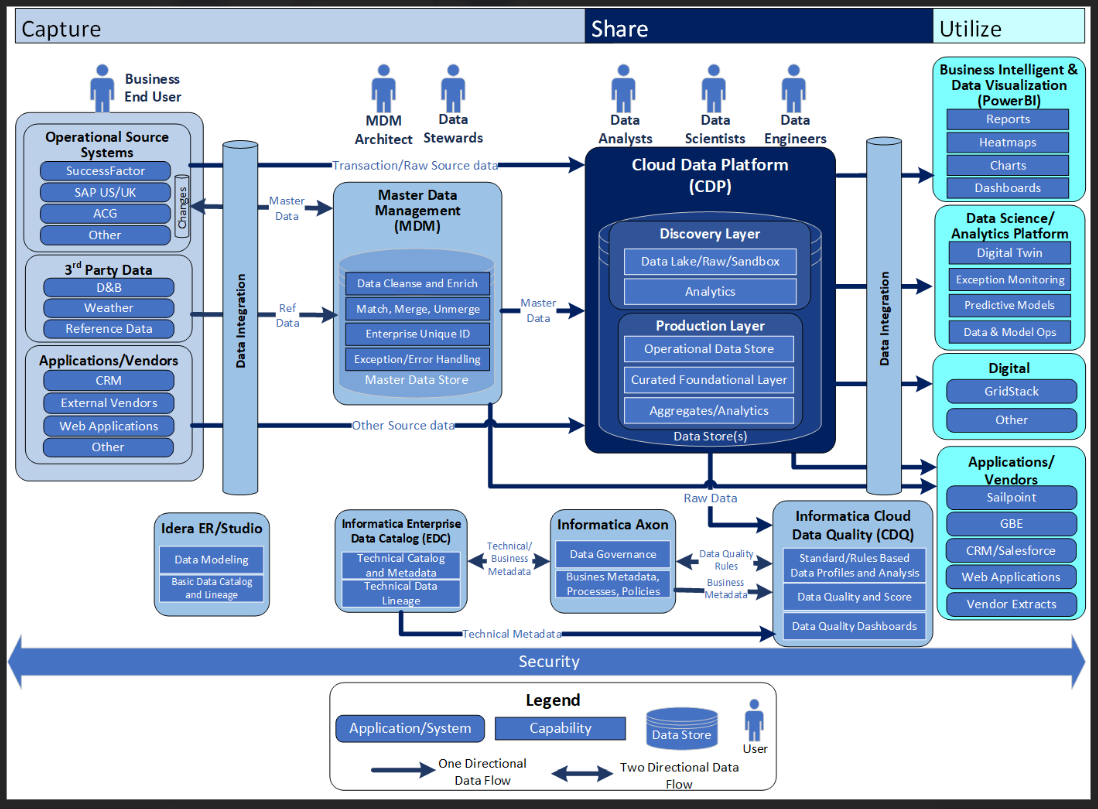 Capture
Share
Utilize
Business
End User
MDM
Architect
Data
Stewards
Data
Analysts
Data
Scientists
Data
Engineers
Operational Source
Systems
SuccessFactor
SAP US/UK
ACG
Other
Changes
3rd Party Data
D&B
Weather
Reference Data
Applications/Vendors
CRM
External Vendors
Web Applications
Other
Data Integration
Transaction/Raw Source data
Master
Data
Ref
Data
Other Source data
Master Data
Management
(MDM)
Data Cleanse and Enrich
Match, Merge, Unmerge
Enterprise Unique ID
Exception/Error Handling
Master Data Store
Master
Data
Cloud Data Platform
(CDP)
Discovery Layer
Data Lake/Raw/Sandbox
Analytics
Production Layer
Operational Data Store
Curated Foundational Layer
Aggregates/Analytics
Data Store(s)
Raw Data
Data Integration
Business Intelligent &
Data Visualization
(PowerBI)
Reports
Heatmaps
Charts
Dashboards
Data Science/
Analytics Platform
Digital Twin
Exception Monitoring
Predictive Models
Data & Model Ops
Digital
GridStack
Other
Applications/
Vendors
Sailpoint
GBE
CRM/Salesforce
Web Applications
Vendor Extracts
Idera ER/Studio
Data Modeling
Basic Data Catalog
and Lineage
Informatica Enterprise
Data Catalog (EDC)
Technical Catalog
and Metadata
Technical Data
Lineage
Technical/
Business
Metadata
Informatica Axon
Data Governance
Busines Metadata,
Processes, Policies
Data Quality
Rules
Business
Metadata
Informatica Cloud
Data Quality (CDQ)
Standard/Rules Based
Data Profiles and Analysis
Data Quality and Score
Data Quality Dashboards
Technical Metadata
Security
Legend
Application/System
Capability
Data Store
User
One Directional
Data Flow
Two Directional Data
Flow